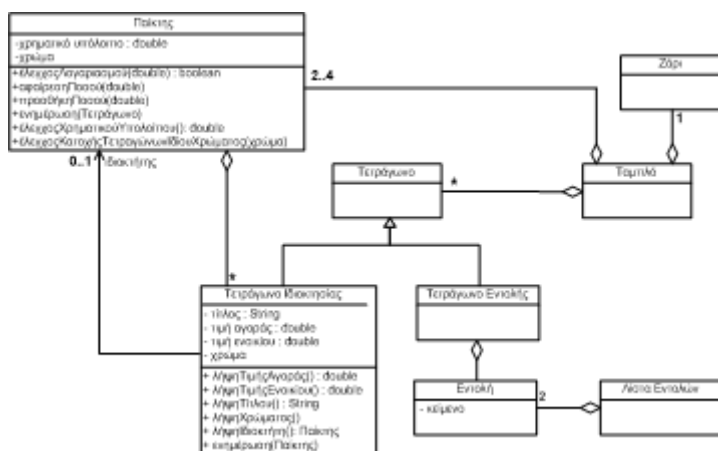 Παίκτης
-χρηματικό υπόλοιπο : double
-χρώμα
+έλεγχοςΛογαριασμού(double) : boolean
+αφαίρεσηΠοσού(double)
+προσθήκηΠοσού(double)
+ενημέρωση(Τετράγωνο)
+έλεγχοςΧρηματικούΥπολοίπου(): double
+έλεγχοςΚατοχήςΤετραγώνωνΙδίουΧρώματος(χρώμα)
2..4
Ζάρι
1
0..1
ιδιοκτήτης
Τετράγωνο
*
Ταμπλό
*
Τετράγωνο Ιδιοκτησίας
- τίτλος : String
- τιμή αγοράς : double
- τιμή ενοικίου : double
- χρώμα
+ λήψηΤιμήςΑγοράς() : double
+ λήψηΤιμήςΕνοικίου() : double
+ λήψηΤίτλου() : String
+ λήψηΧρώματος()
+ λήψηΙδιοκτήτη(): Παίκτης
+ ενημέρωση(Παίκτης)
Τετράγωνο Εντολής
Εντολή
- κείμενο
2
Λίστα Εντολών